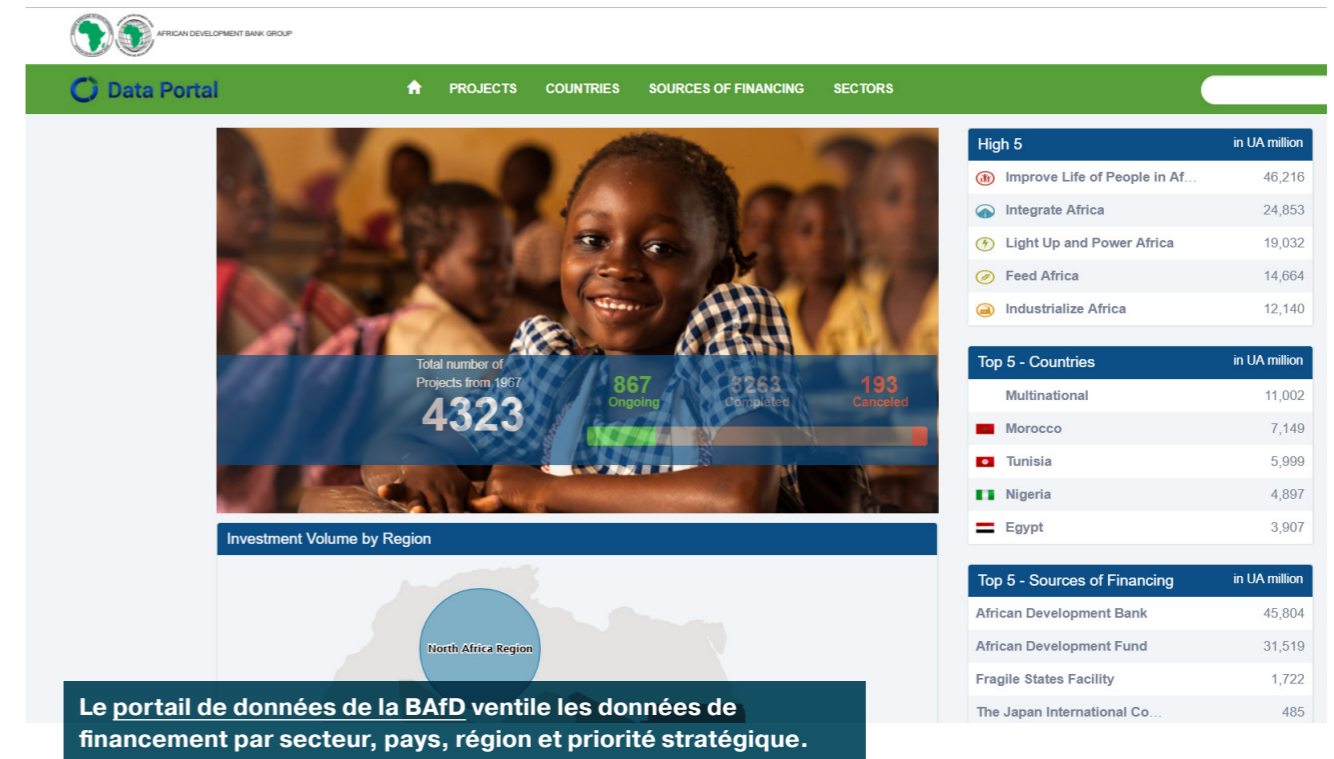 AFRICAN DEVELOPMENT BANK GROUP
Data Portal
PROJECTS COUNTRIES SOURCES OF FINANCING SECTORS
Total number of
Projects from 1967
4323
867
Ongoing
3263
Completed
193
Canceled
High 5 in UA million
Improve Life of People in Af... 46,216
Integrate Africa 24,853
Light Up and Power Africa 19,032
Feed Africa 14,664
Industrialize Africa 12,140
Top 5 - Countries in UA million
Multinational 11,002
Morocco 7,149
Tunisia 5,999
Nigeria 4,897
Egypt 3,907
Investment Volume by Region
North Africa Region
Top 5 - Sources of Financing in UA million
African Development Bank 45,804
African Development Fund 31,519
Fragile States Facility 1,722
The Japan International Co... 485
Le portail de données de la BAfD ventile les données de
financement par secteur, pays, région et priorité stratégique.